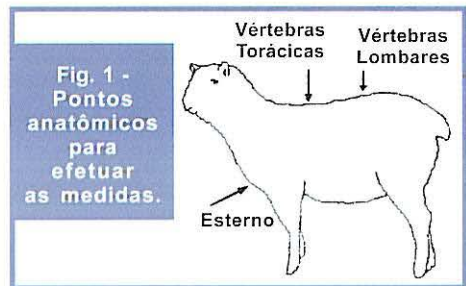 Fig. 1 -
Pontos
anatômicos
para
efetuar
as medidas.
Vértebras
Torácicas
Vértebras
Lombares
Esterno